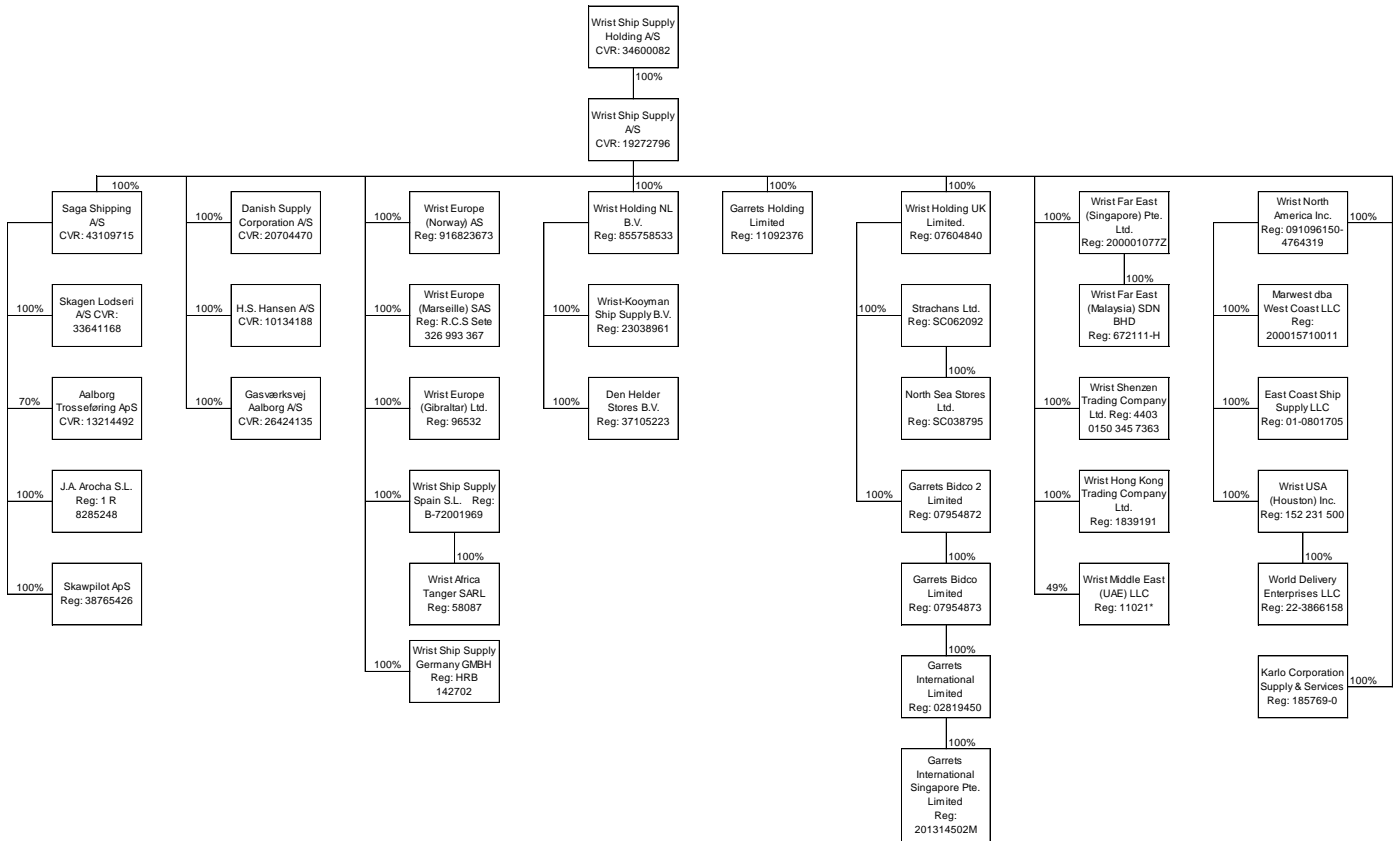 Wrist Ship Supply
Holding A/S
CVR: 34600082
100%
Wrist Ship Supply
A/S
CVR: 19272796
100%
Saga Shipping
A/S
CVR: 43109715
100%
Skagen Lodseri
A/S CVR:
33641168
70%
Aalborg
Trosseføring ApS
CVR: 13214492
100%
J.A. Arocha S.L.
Reg: 1 R
8285248
100%
Skawpilot ApS
Reg: 38765426
100%
Danish Supply
Corporation A/S
CVR: 20704470
100%
H.S. Hansen A/S
CVR: 10134188
100%
Gasværksvej
Aalborg A/S
CVR: 26424135
100%
Wrist Europe
(Norway) AS
Reg: 916823673
100%
Wrist Europe
(Marseille) SAS
Reg: R.C.S Sete
326 993 367
100%
Wrist Europe
(Gibraltar) Ltd.
Reg: 96532
100%
Wrist Ship Supply
Spain S.L. Reg:
B-72001969
100%
Wrist Africa
Tanger SARL
Reg: 58087
100%
Wrist Ship Supply
Germany GMBH
Reg: HRB
142702
100%
Wrist Holding NL
B.V.
Reg: 855758533
100%
Wrist-Kooyman
Ship Supply B.V.
Reg: 23038961
100%
Den Helder
Stores B.V.
Reg: 37105223
100%
Garrets Holding
Limited
Reg: 11092376
100%
Wrist Holding UK
Limited.
Reg: 07604840
100%
Strachans Ltd.
Reg: SC062092
100%
North Sea Stores
Ltd.
Reg: SC038795
100%
Garrets Bidco 2
Limited
Reg: 07954872
100%
Garrets Bidco
Limited
Reg: 07954873
100%
Garrets
International
Limited
Reg: 02819450
100%
Garrets
International
Singapore Pte.
Limited
Reg:
201314502M
100%
Wrist Far East
(Singapore) Pte.
Ltd.
Reg: 200001077Z
100%
Wrist Far East
(Malaysia) SDN
BHD
Reg: 672111-H
100%
Wrist Shenzen
Trading Company
Ltd. Reg: 4403
0150 345 7363
100%
Wrist Hong Kong
Trading Company
Ltd.
Reg: 1839191
49%
Wrist Middle East
(UAE) LLC
Reg: 11021*
Wrist North
America Inc.
Reg: 091096150-
4764319
100%
100%
Marwest dba
West Coast LLC
Reg:
200015710011
100%
East Coast Ship
Supply LLC
Reg: 01-0801705
100%
Wrist USA
(Houston) Inc.
Reg: 152 231 500
100%
World Delivery
Enterprises LLC
Reg: 22-3866158
Karlo Corporation
Supply & Services
Reg: 185769-0
100%